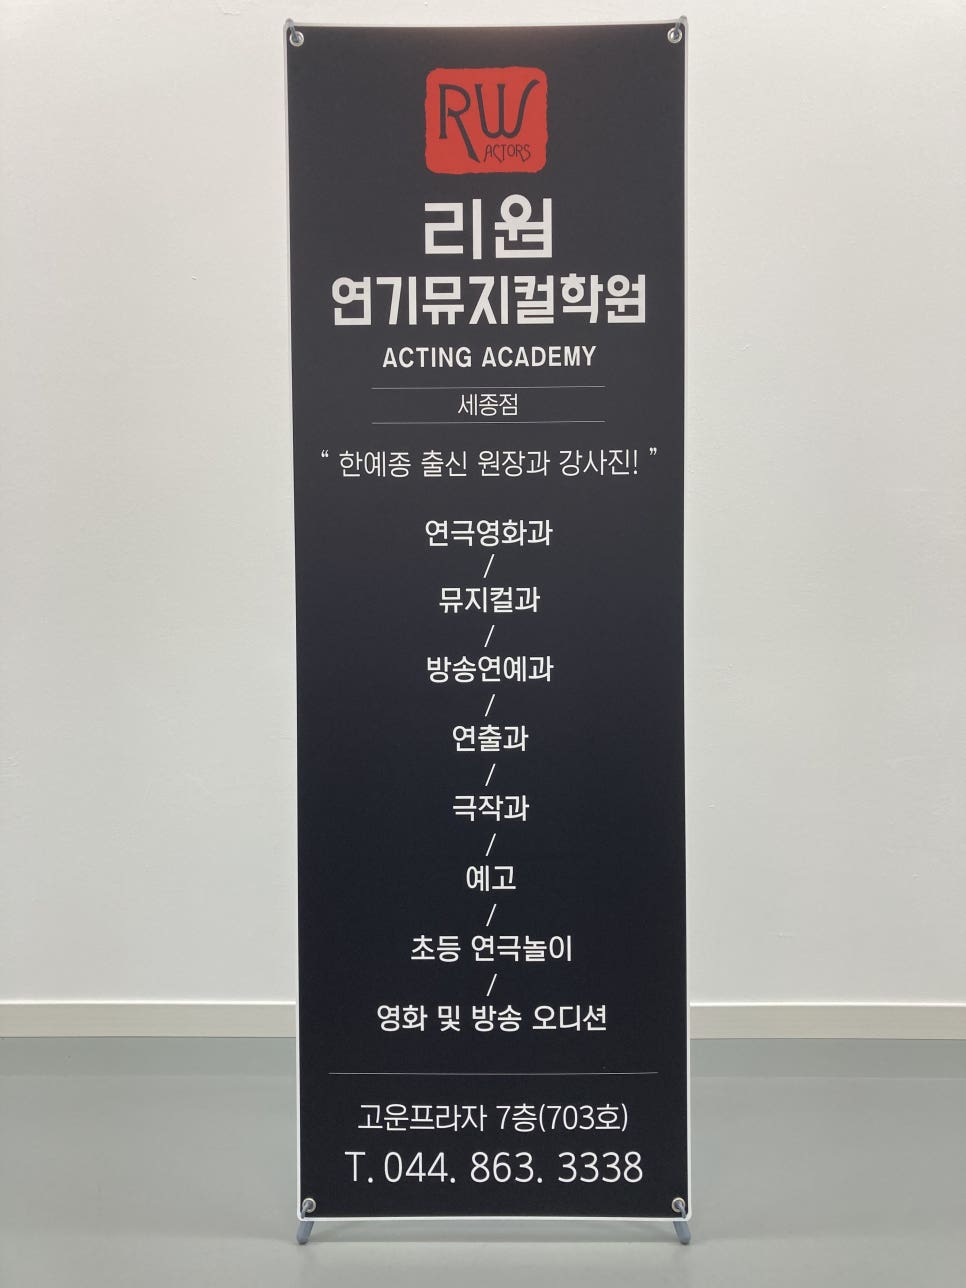 RW
ACTORS
리원
연기뮤지컬학원
ACTING ACADEMY
세종점
“ 한예종 출신 원장과 강사진! ”
연극영화과
/
뮤지컬과
/
방송연예과
/
연출과
/
극작과
/
예고
/
초등 연극놀이
/
영화 및 방송 오디션
고운프라자 7층(703호)
T. 044. 863. 3338